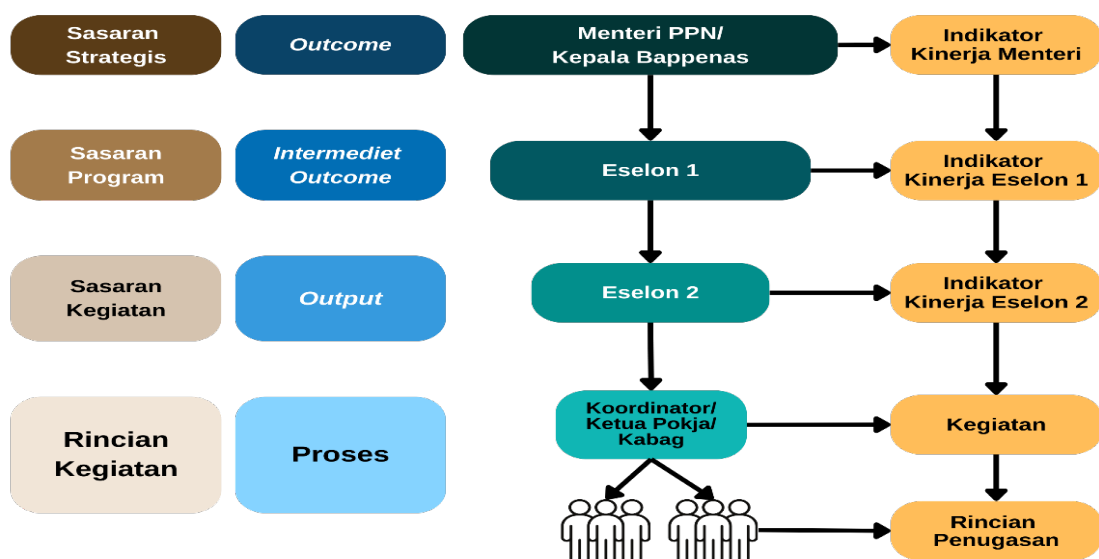 Sasaran
Strategis
Outcome
Menteri PPN/
Kepala Bappenas
Indikator
Kinerja Menteri
Sasaran
Program
Intermediet
Outcome
Eselon 1
Indikator
Kinerja Eselon 1
Sasaran
Kegiatan
Output
Eselon 2
Indikator
Kinerja Eselon 2
Rincian
Kegiatan
Proses
Koordinator/
Ketua Pokja/
Kabag
Kegiatan
Rincian
Penugasan